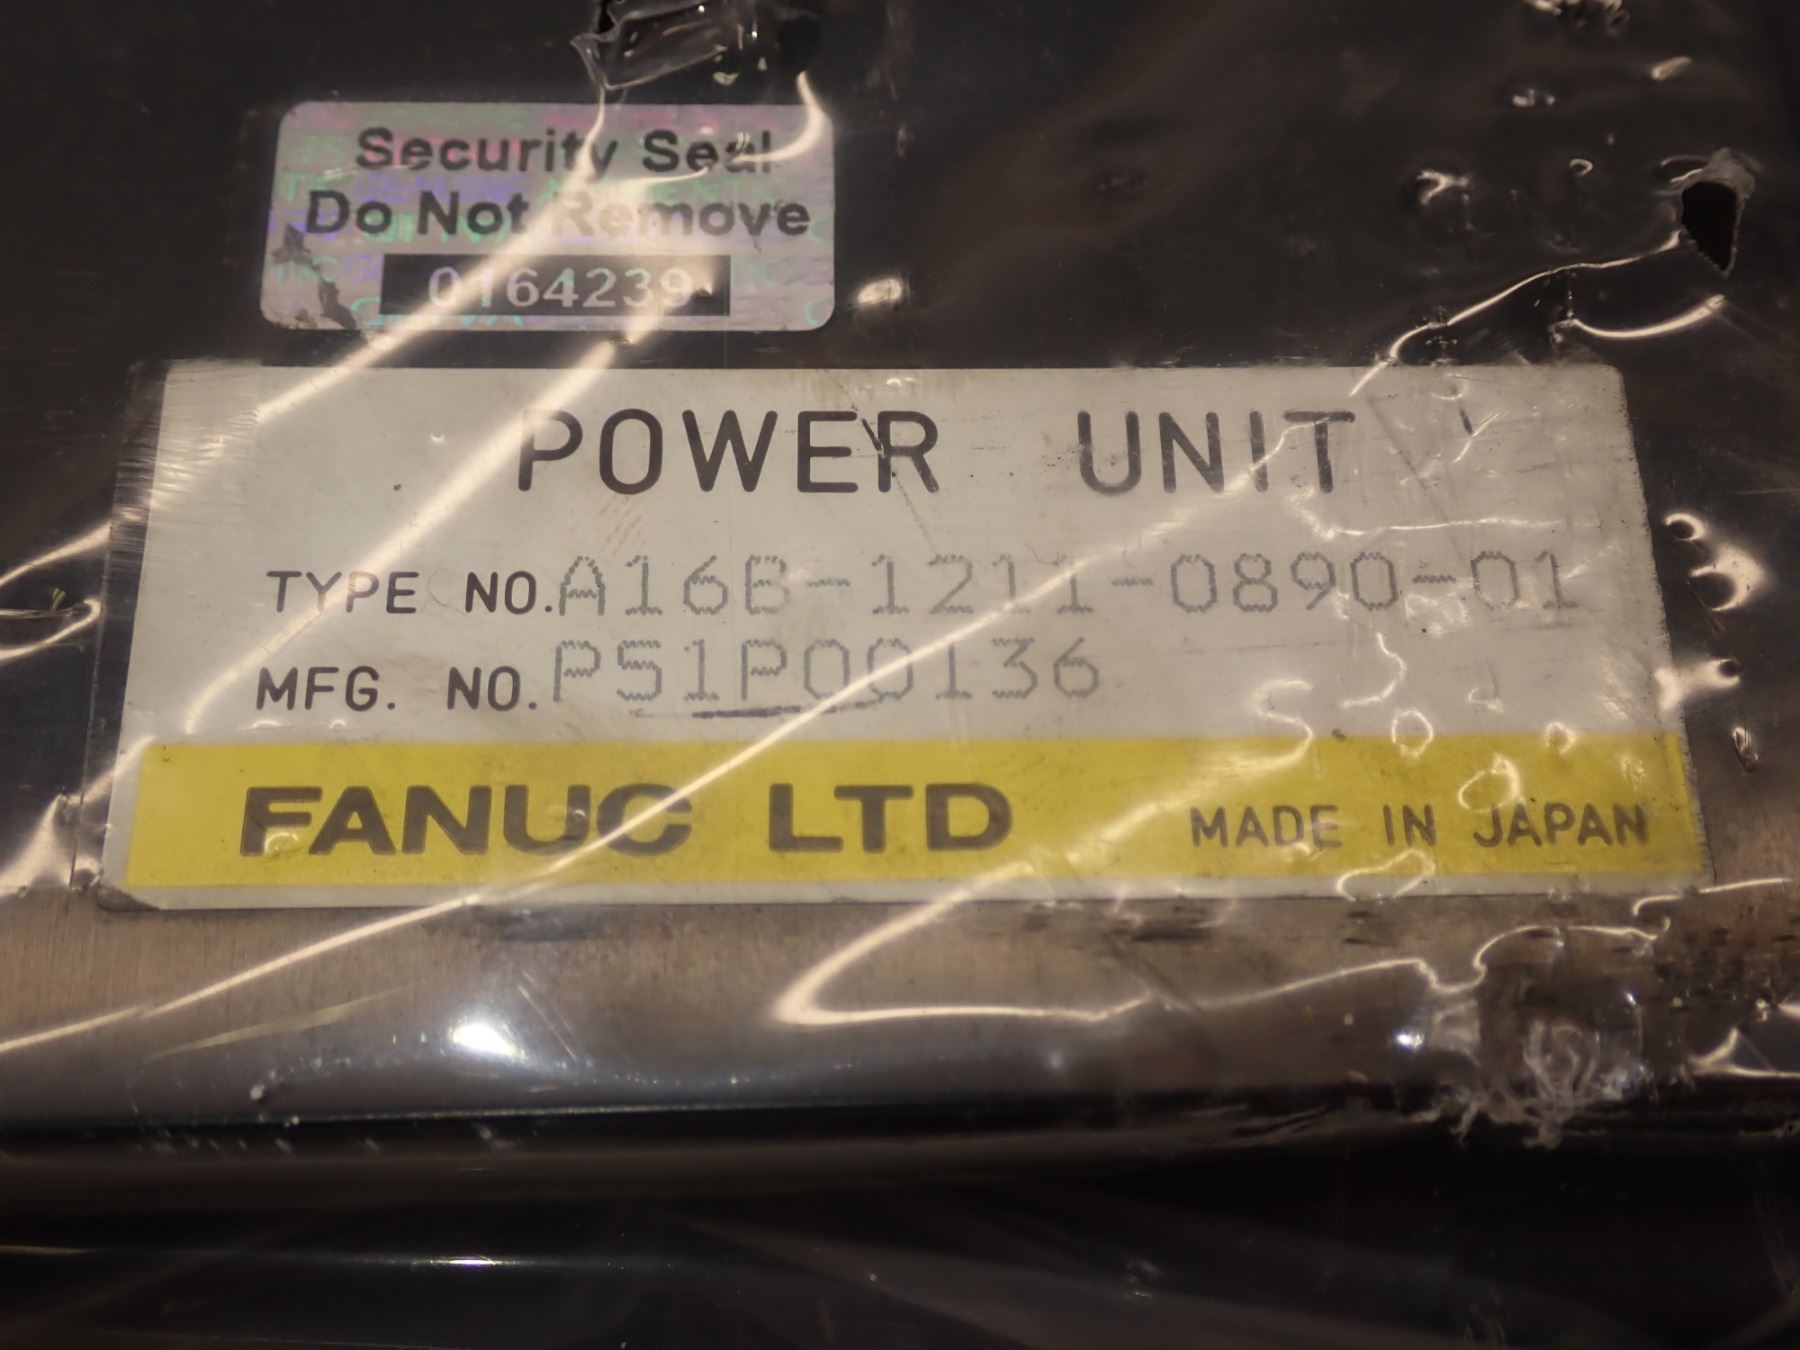 Security Seal
Do Not Remove
0164239
POWER UNIT
TYPE NO. A16B-1211-0890-01
MFG. NO. P51P00136
FANUC LTD MADE IN JAPAN